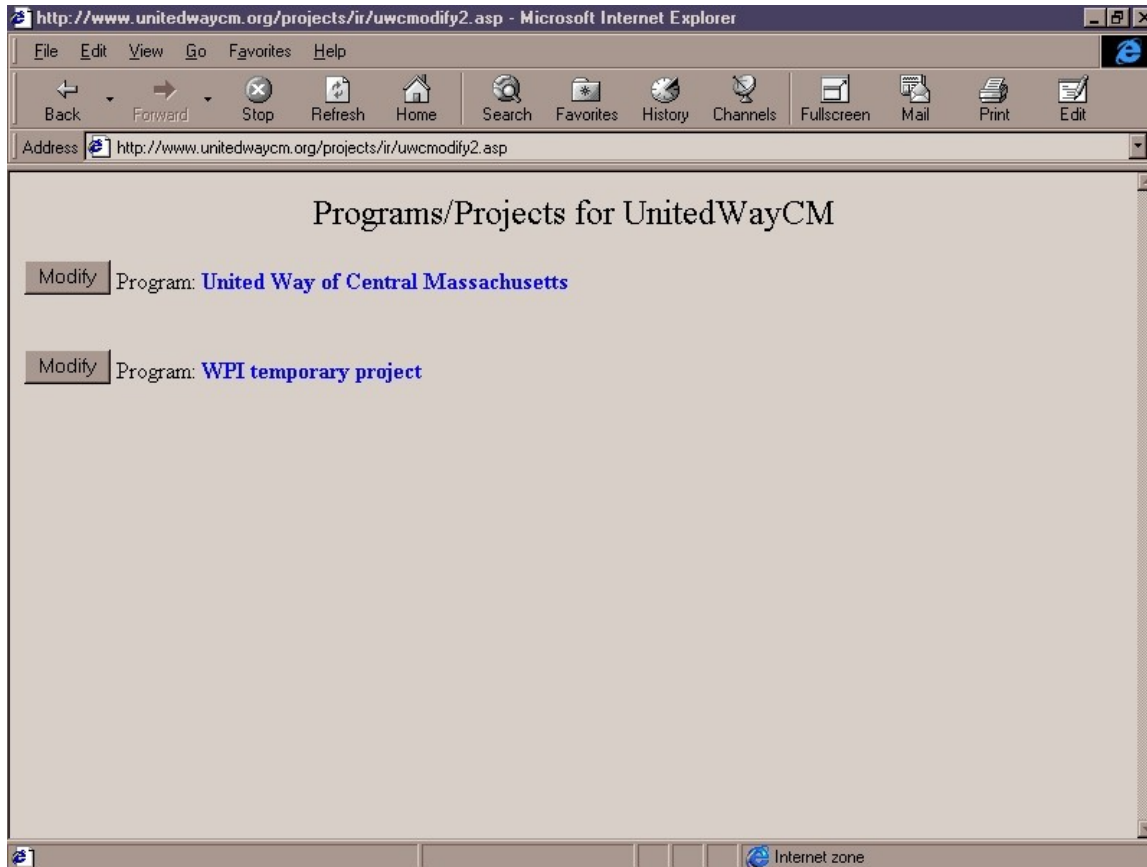 http://www.unitedwaycm.org/projects/ir/uwcmodify2.asp - Microsoft Internet Explorer
File Edit View Go Favorites Help
Back Forward Stop Refresh Home Search Favorites History Channels Fullscreen Mail Print Edit
Address http://www.unitedwaycm.org/projects/ir/uwcmodify2.asp
Programs/Projects for UnitedWayCM
Modify Program: United Way of Central Massachusetts
Modify Program: WPI temporary project
Internet zone